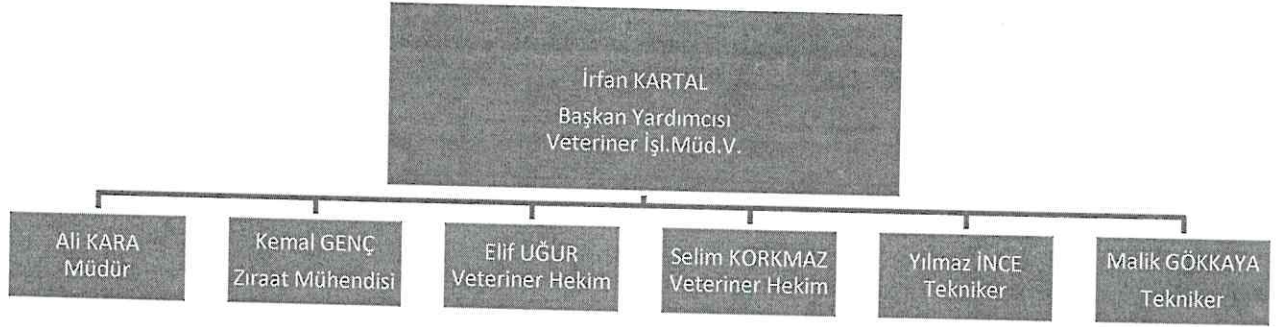 İrfan KARTAL
Başkan Yardımcısı
Veteriner İşl.Müd.V.
Ali KARA
Müdür
Kemal GENÇ
Ziraat Mühendisi
Elif UĞUR
Veteriner Hekim
Selim KORKMAZ
Veteriner Hekim
Yılmaz İNCE
Tekniker
Malik GÖKKAYA
Tekniker